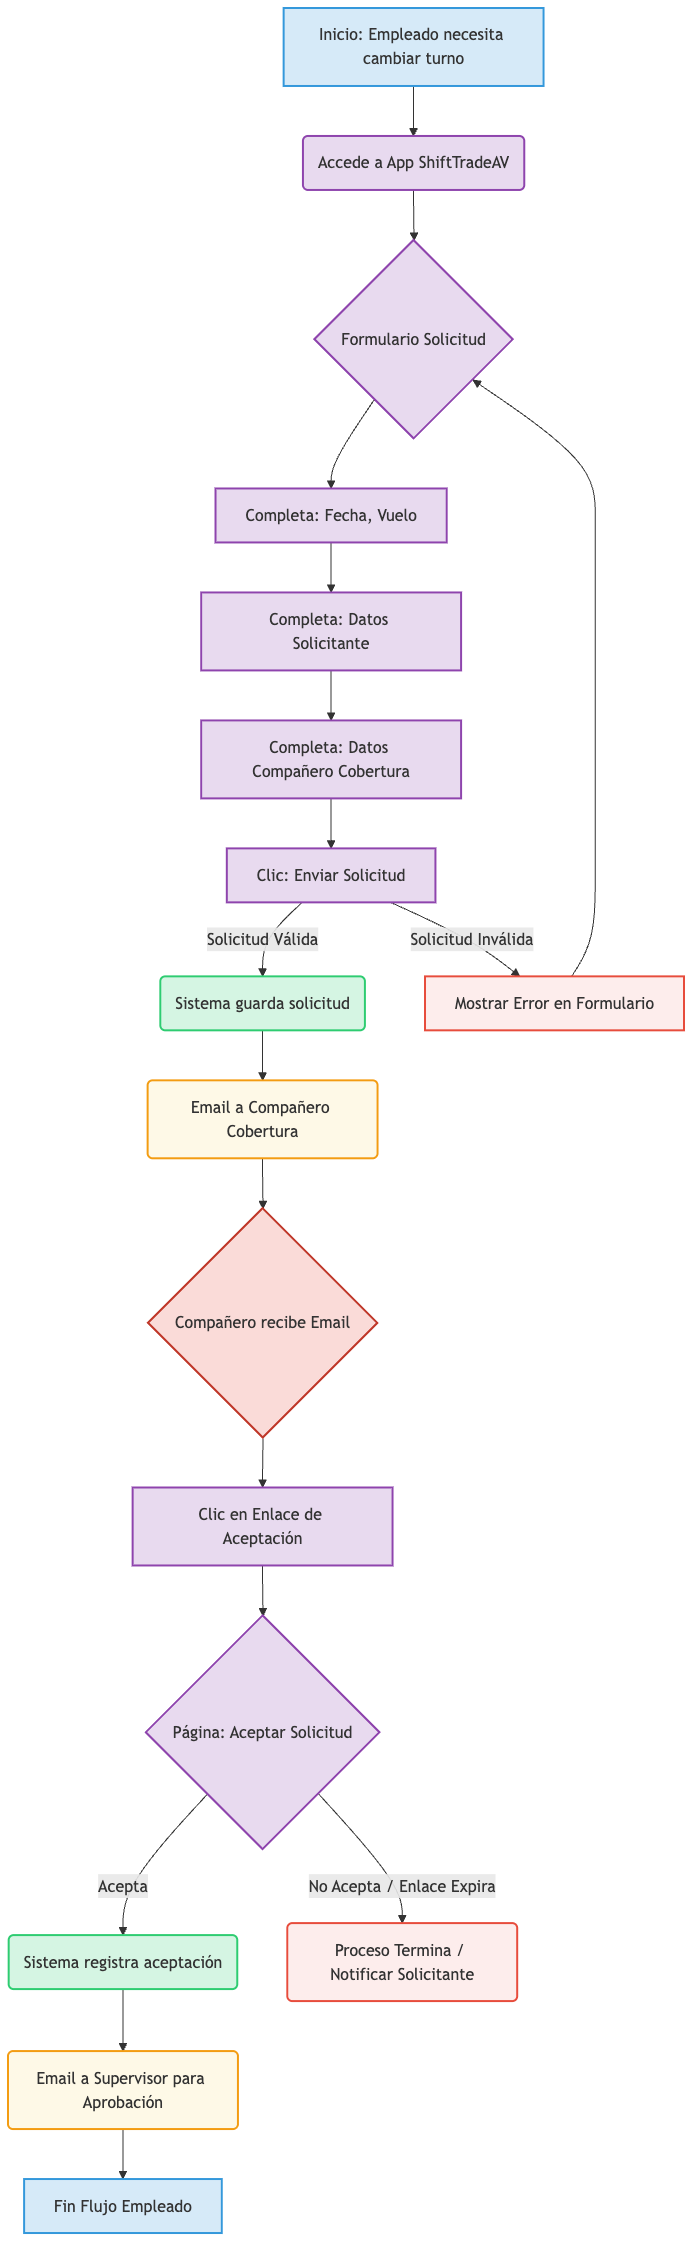 Inicio: Empleado necesita
cambiar turno
Accede a App ShiftTradeAV
Formulario Solicitud
Completa: Fecha, Vuelo
Completa: Datos
Solicitante
Completa: Datos
Compañero Cobertura
Clic: Enviar Solicitud
Solicitud Válida
Solicitud Inválida
Sistema guarda solicitud
Mostrar Error en Formulario
Email a Compañero
Cobertura
Compañero recibe Email
Clic en Enlace de
Aceptación
Página: Aceptar Solicitud
Acepta
No Acepta / Enlace Expira
Sistema registra aceptación
Proceso Termina /
Notificar Solicitante
Email a Supervisor para
Aprobación
Fin Flujo Empleado